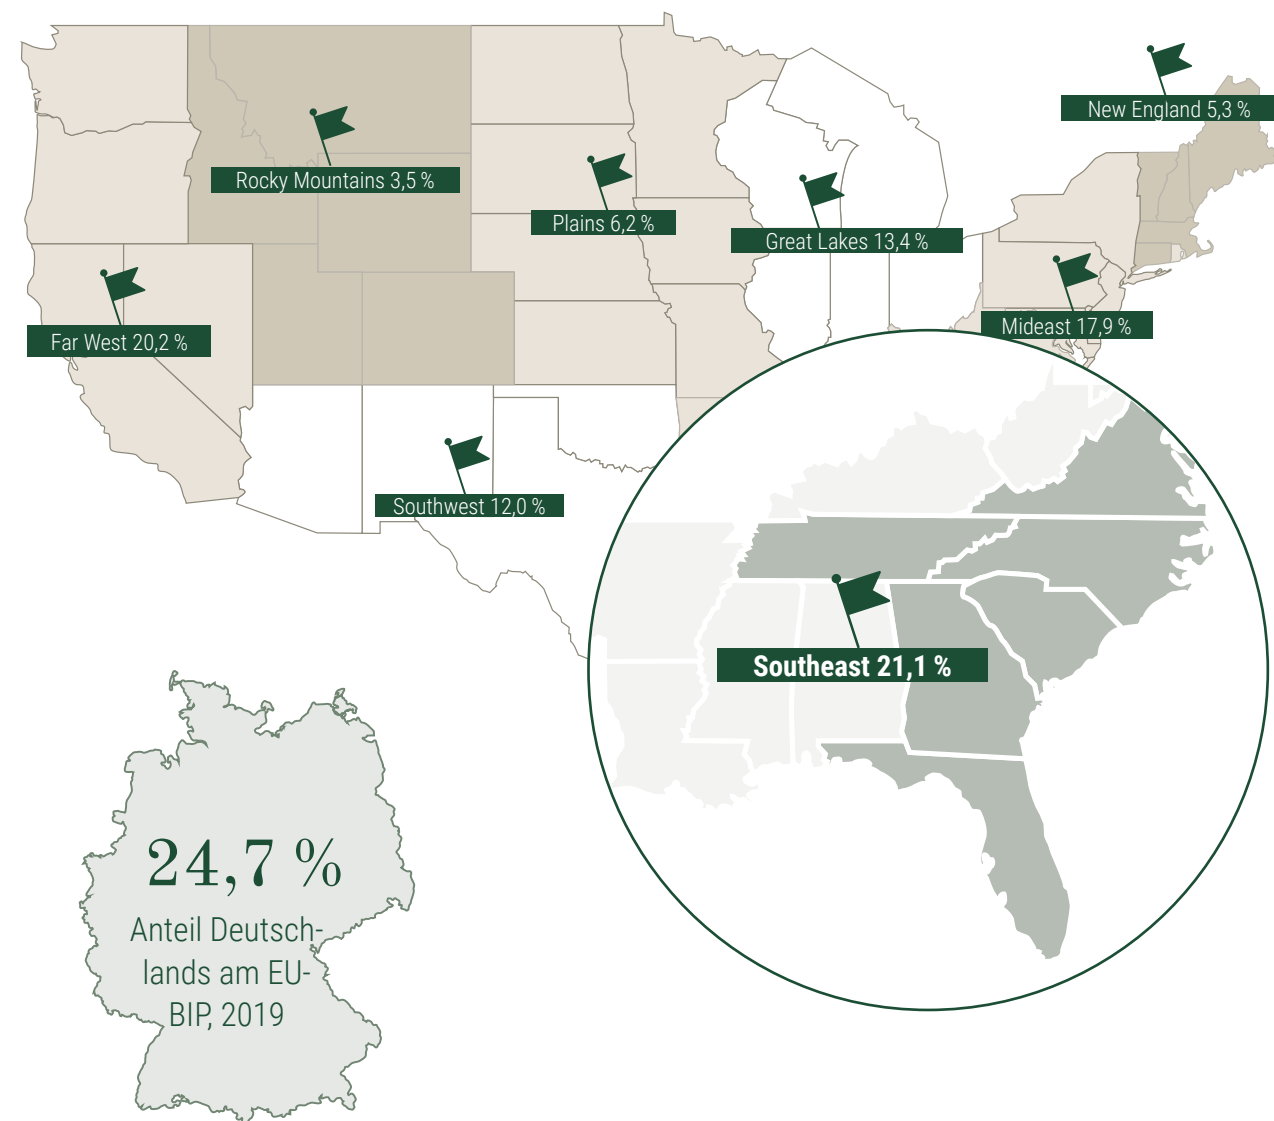 New England 5,3 %
Rocky Mountains 3,5 %
Plains 6,2 %
Great Lakes 13,4 %
Mideast 17,9 %
Far West 20,2 %
Southwest 12,0 %
Southeast 21,1 %
24,7 %
Anteil Deutsch-
lands am EU-
BIP, 2019